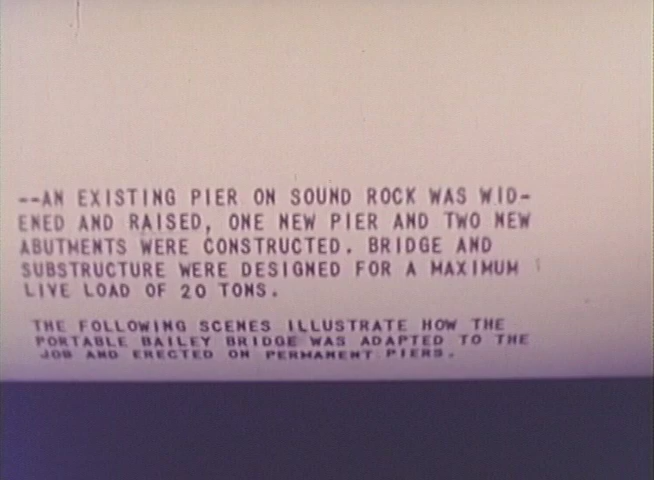 --AN EXISTING PIER ON SOUND ROCK WAS WID-
ENED AND RAISED, ONE NEW PIER AND TWO NEW
ABUTMENTS WERE CONSTRUCTED. BRIDGE AND
SUBSTRUCTURE WERE DESIGNED FOR A MAXIMUM
LIVE LOAD OF 20 TONS.
THE FOLLOWING SCENES ILLUSTRATE HOW THE
PORTABLE BAILEY BRIDGE WAS ADAPTED TO THE
JOB AND ERECTED ON PERMANENT PIERS.